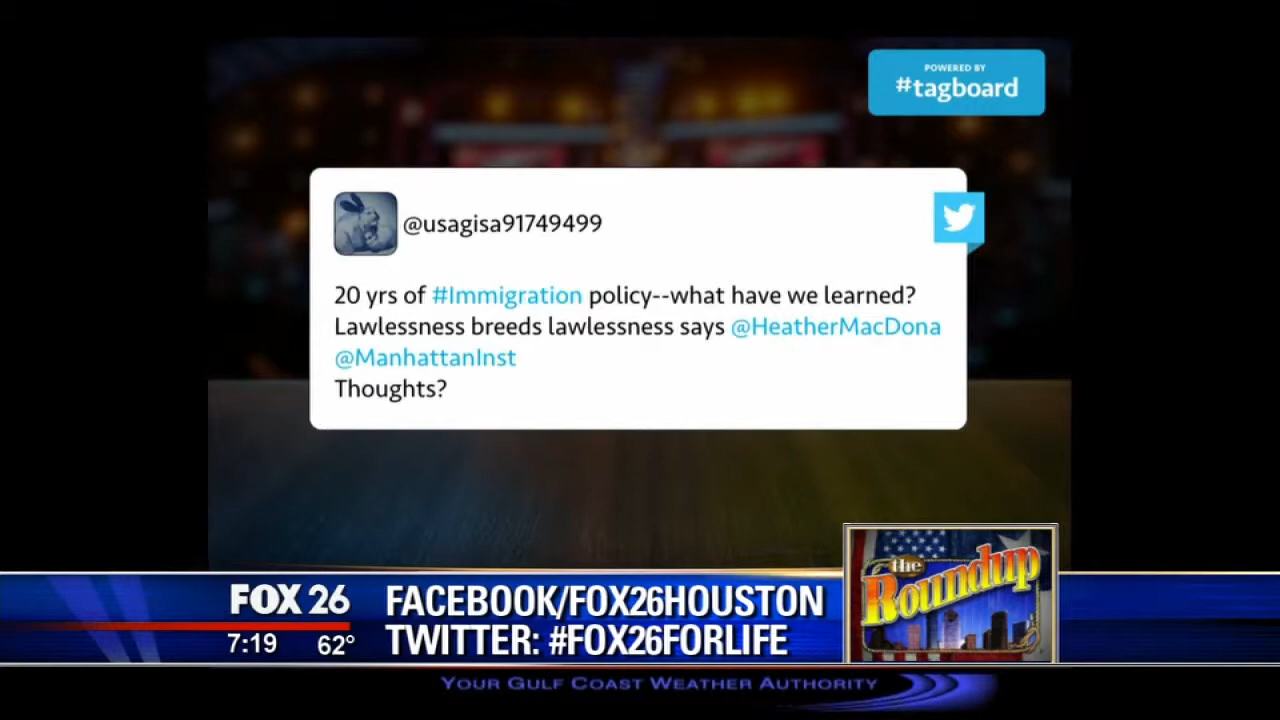 POWERED BY
#tagboard
@usagisa91749499
20 yrs of #Immigration policy--what have we learned?
Lawlessness breeds lawlessness says @HeatherMacDona
@ManhattanInst
Thoughts?
FOX 26
7:19 62°
FACEBOOK/FOX26HOUSTON
TWITTER: #FOX26FORLIFE
the
Roundup
YOUR GULF COAST WEATHER AUTHORITY